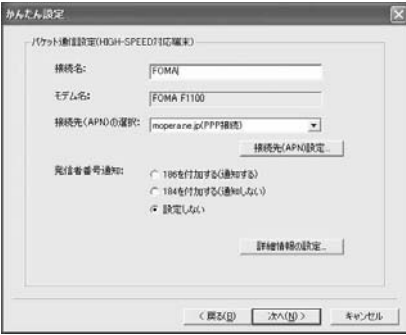 かんたん設定
パケット通信設定(HIGH-SPEED対応端末)
接続名: FOMA
モデム名: FOMA F1100
接続先(APN)の選択: moperane.jp(PPP接続)
接続先(APN)設定...
発信者番号通知: 186を付加する(通知する)
184を付加する(通知しない)
設定しない
詳細情報の設定...
< 戻る(B) 次へ(N) > キャンセル